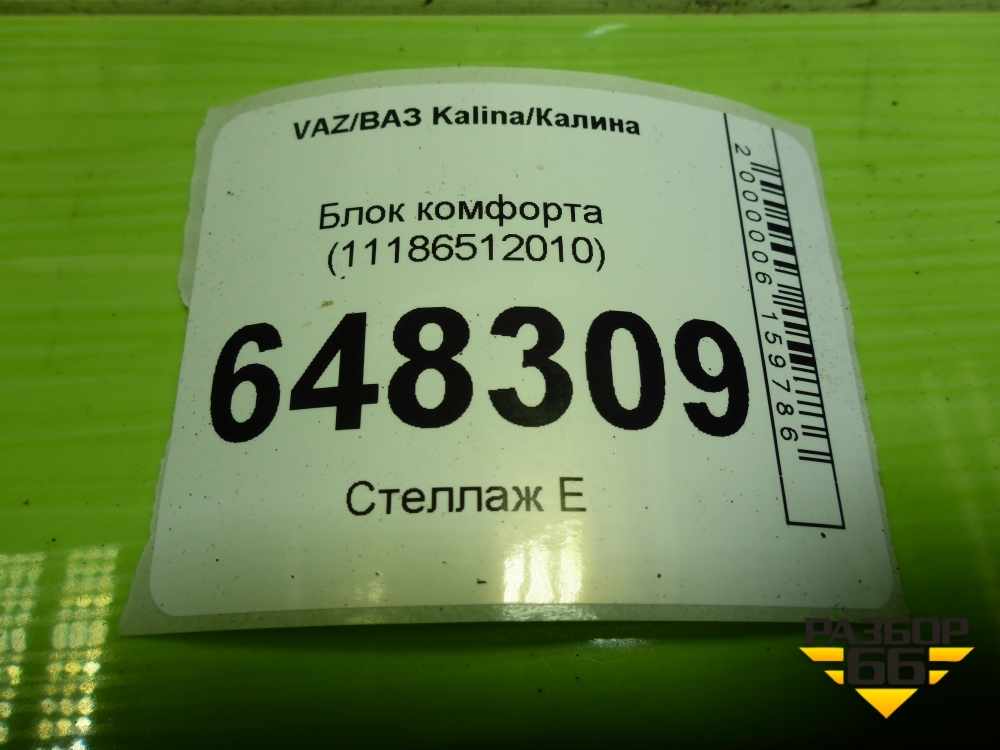 VAZ/ВАЗ Kalina/Калина
Блок комфорта
(11186512010)
648309
Стеллаж Е
2000006159786
РАЗБОР
66